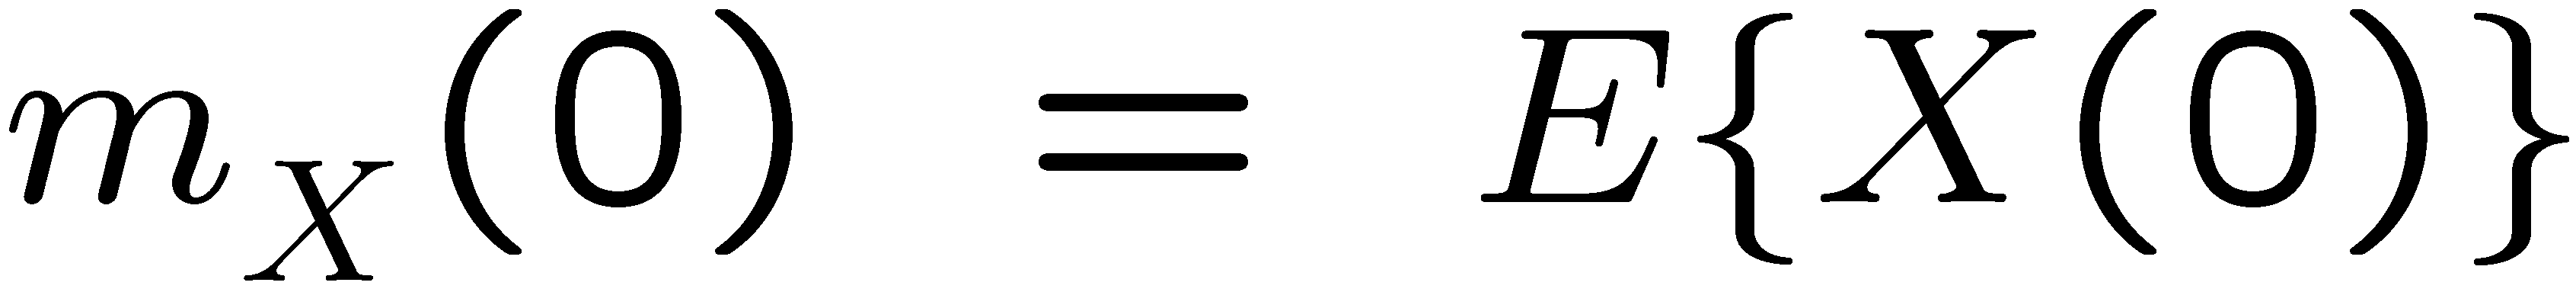 m_X(0) = E{X(0)}